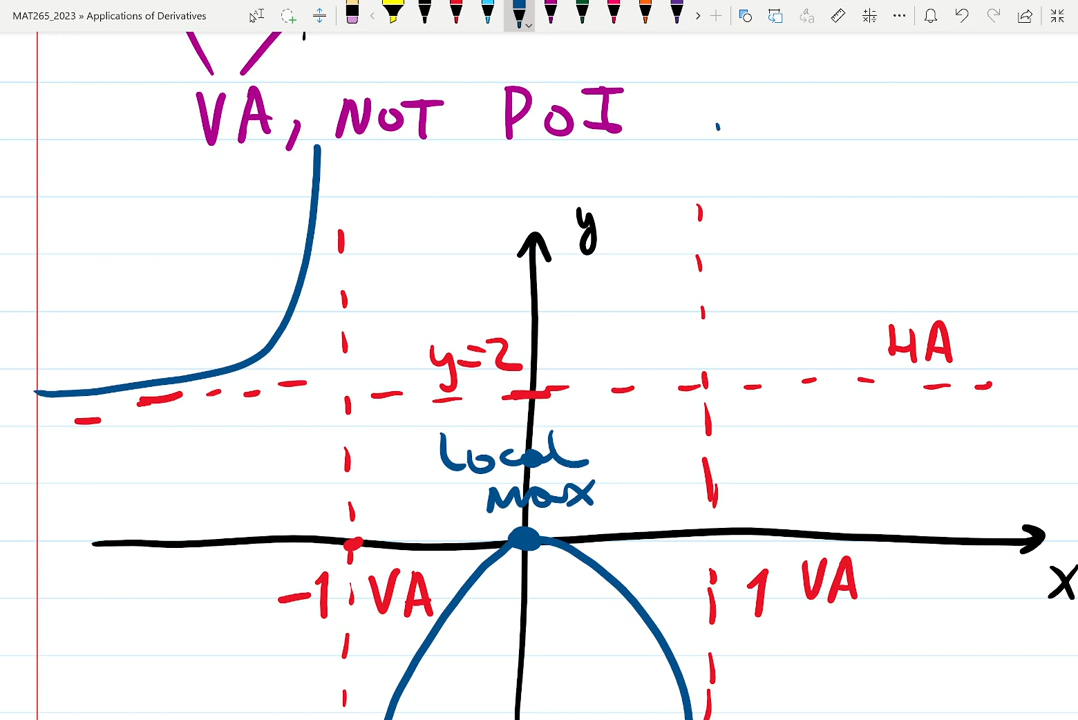 MAT265_2023 » Applications of Derivatives
VA, NOT PoI
y
y=2
HA
Local
max
-1 VA
1 VA
x